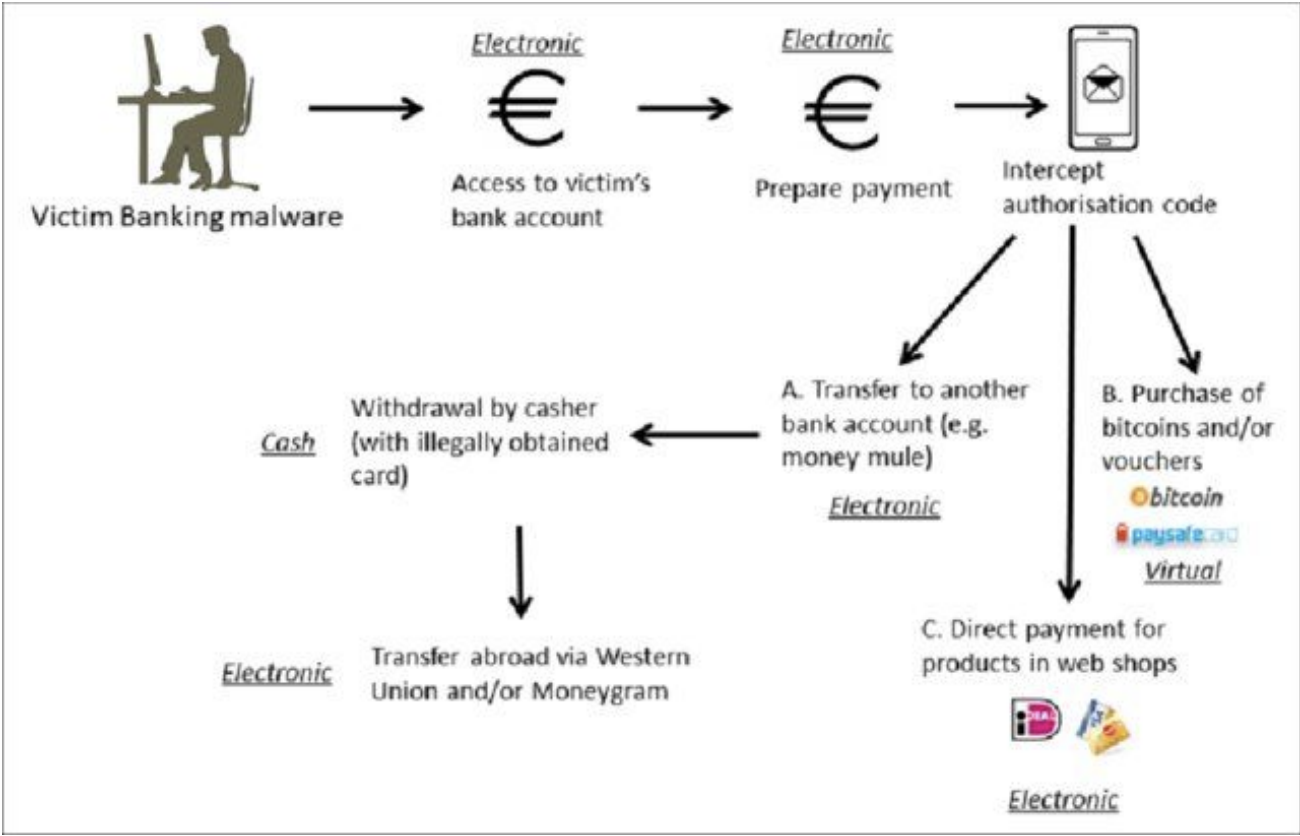 Electronic
Electronic
Victim Banking malware
Access to victim's
bank account
Prepare payment
Intercept
authorisation code
A. Transfer to another
bank account (e.g.
money mule)
Electronic
B. Purchase of
bitcoins and/or
vouchers
bitcoin
paysafecard
Virtual
Cash
Withdrawal by casher
(with illegally obtained
card)
Electronic
Transfer abroad via Western
Union and/or Moneygram
C. Direct payment for
products in web shops
iDEAL
Electronic